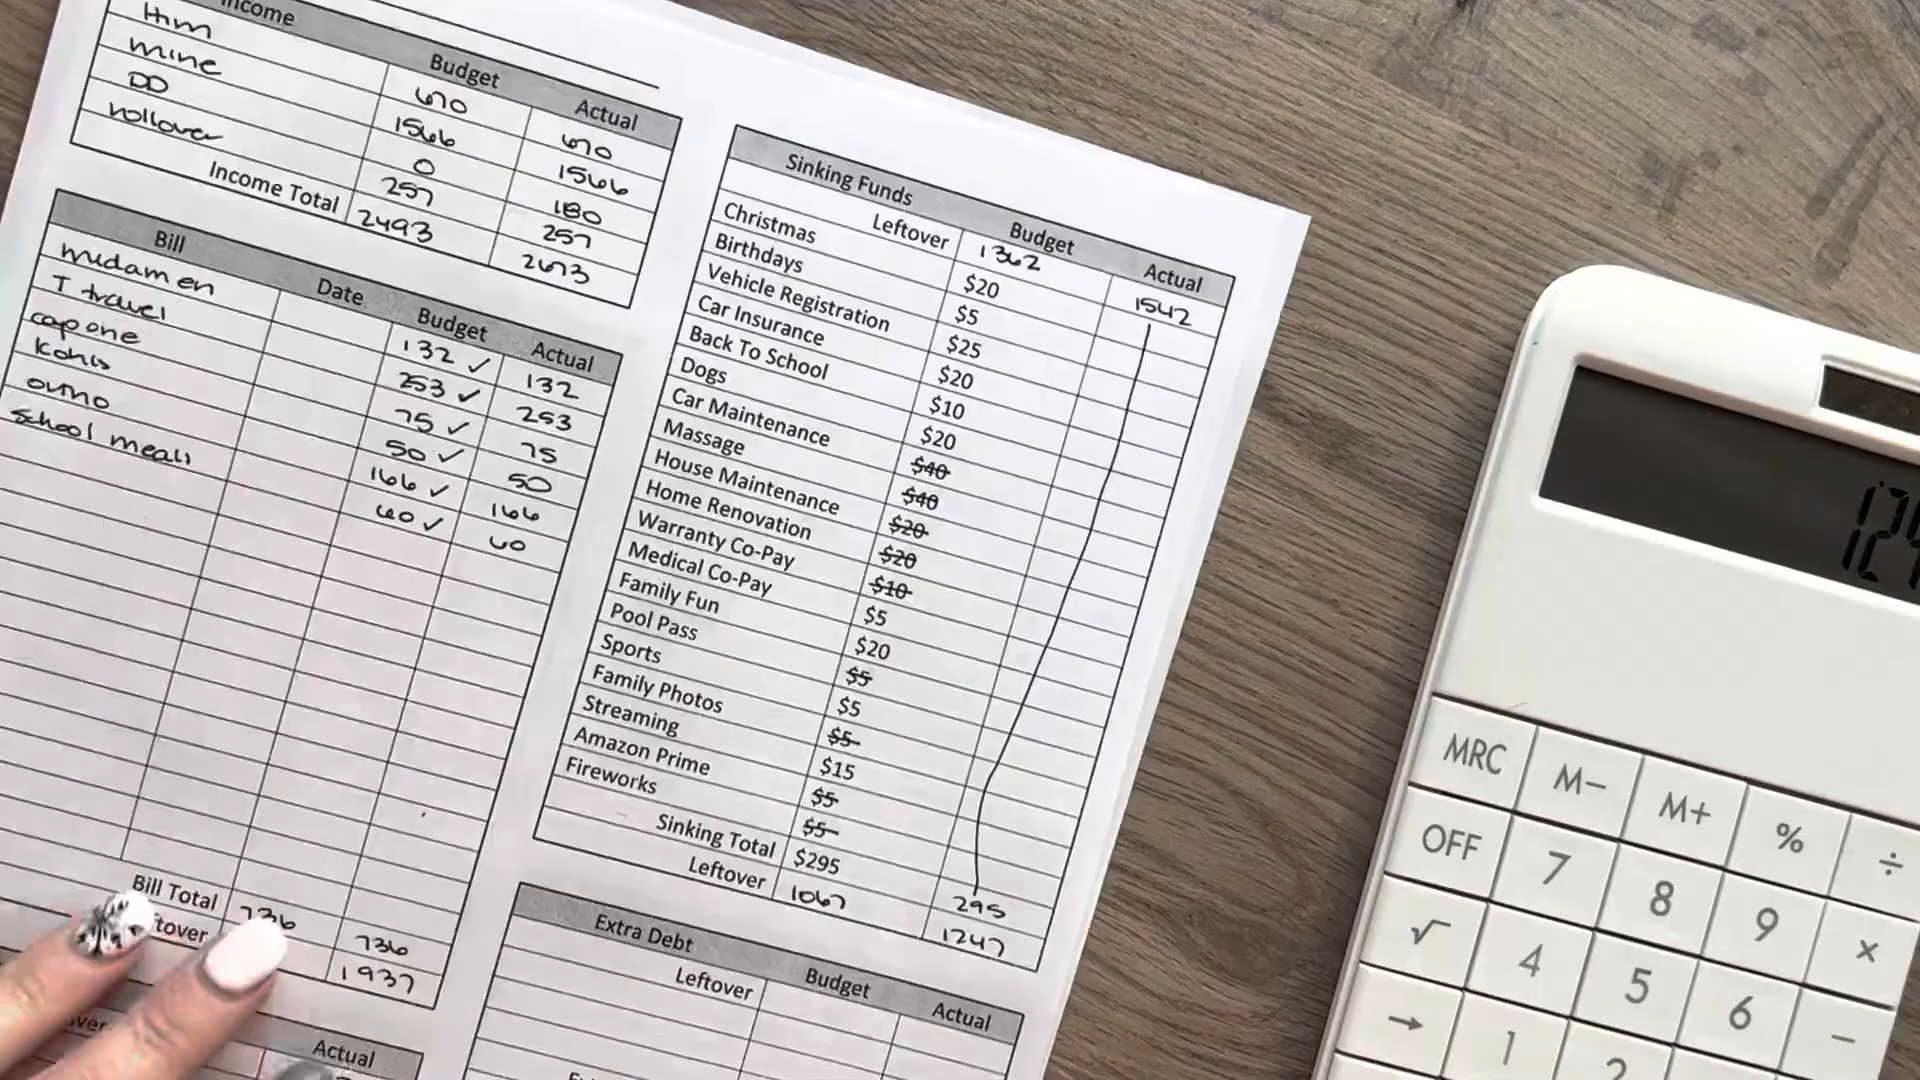 Income Budget Actual
Him 670 670
mine 1566 1566
DD 0 180
rollover 257 257
Income Total 2493 2673
Bill Date Budget Actual
midamen 132 ✓ 132
T travel 253 ✓ 253
cap one 75 ✓ 75
Kohls 50 ✓ 50
166 ✓ 166
school meals 60 ✓ 60
Bill Total 736 736
tover 1937
Actual
Sinking Funds Budget Actual
Leftover 1362 1542
Christmas $20
Birthdays $5
Vehicle Registration $25
Car Insurance $20
Back To School $10
Dogs $20
Car Maintenance $40
Massage $40
House Maintenance $20
Home Renovation $20
Warranty Co-Pay $10
Medical Co-Pay $5
Family Fun $20
Pool Pass $5
Sports $5
Family Photos $5
Streaming $15
Amazon Prime $5
Fireworks $5
Sinking Total $295 295
Leftover 1067 1247
Extra Debt Budget Actual
Leftover
MRC M− M+ %  ÷
OFF 7 8 9 ×
√ 4 5 6 −
→ 1 2